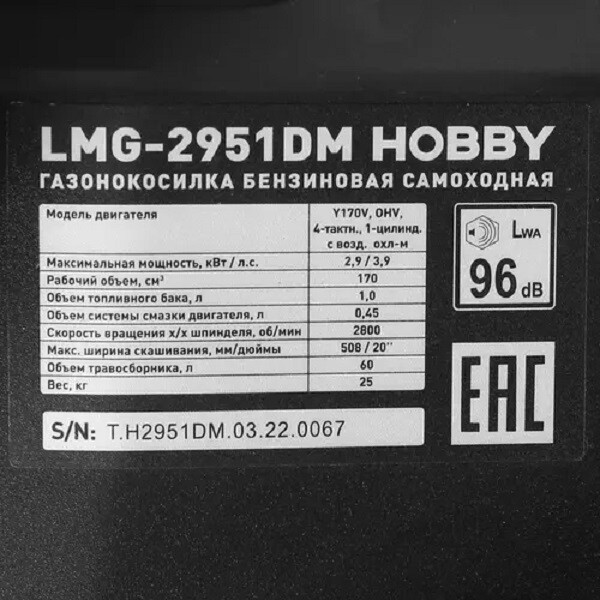 LMG-2951DM HOBBY
ГАЗОНОКОСИЛКА БЕНЗИНОВАЯ САМОХОДНАЯ
Модель двигателя Y170V, OHV,
4-тактн., 1-цилинд.
с возд. охл-м
Максимальная мощность, кВт / л.с. 2,9 / 3,9
Рабочий объем, см³ 170
Объем топливного бака, л 1,0
Объем системы смазки двигателя, л 0,45
Скорость вращения х/х шпинделя, об/мин 2800
Макс. ширина скашивания, мм/дюймы 508 / 20"
Объем травосборника, л 60
Вес, кг 25
LWA
96 dB
EAC
S/N: T.H2951DM.03.22.0067